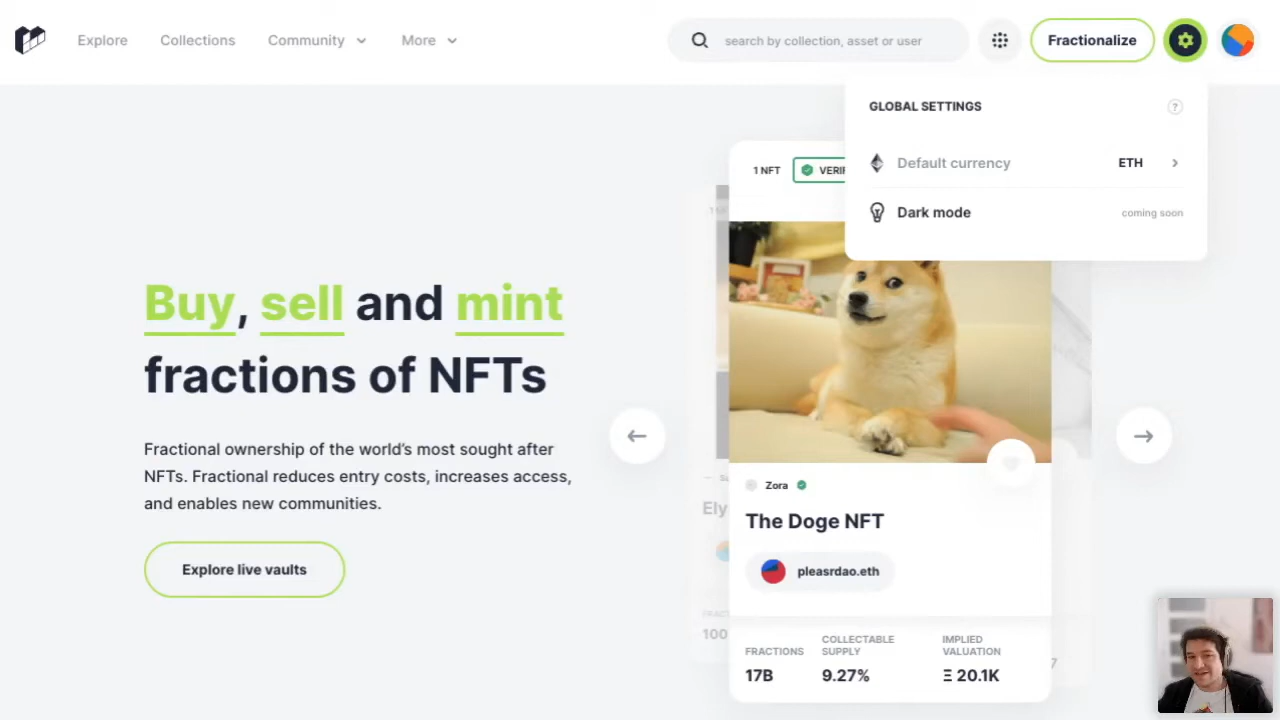 Explore
Collections
Community
More
search by collection, asset or user
Fractionalize
GLOBAL SETTINGS
?
Default currency
ETH
Dark mode
coming soon
1 NFT
Buy, sell and mint
fractions of NFTs
Fractional ownership of the world's most sought after
NFTs. Fractional reduces entry costs, increases access,
and enables new communities.
Explore live vaults
Zora
The Doge NFT
pleasrdao.eth
FRACTIONS
17B
COLLECTABLE
SUPPLY
9.27%
IMPLIED
VALUATION
Ξ 20.1K
Ely
100
7